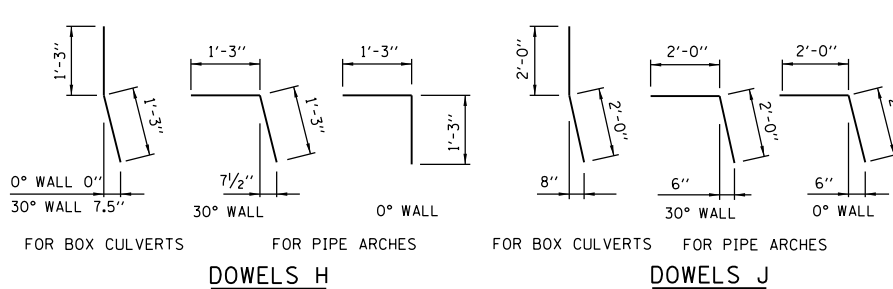 1'-3"
1'-3"
0° WALL 0"
30° WALL 7.5"
FOR BOX CULVERTS
1'-3"
1'-3"
7½"
30° WALL
1'-3"
1'-3"
0° WALL
FOR PIPE ARCHES
DOWELS H
2'-0"
2'-0"
8"
FOR BOX CULVERTS
2'-0"
2'-0"
6"
30° WALL
2'-0"
6"
0° WALL
FOR PIPE ARCHES
DOWELS J